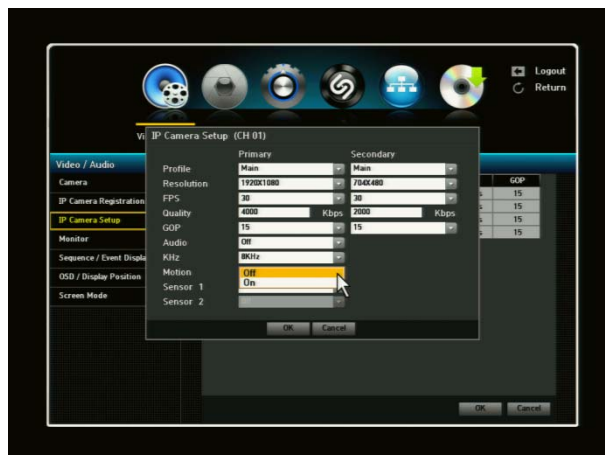 Logout
Return
Vi
IP Camera Setup (CH 01)
Primary Secondary
Video / Audio
Profile Main Main
Camera
Resolution 1920X1080 704X480
GOP
IP Camera Registration
FPS 30 30
15
IP Camera Setup
Quality 4000 Kbps 2000 Kbps
15
GOP 15 15
15
Monitor
Audio Off
15
Sequence / Event Displa
KHz 8KHz
OSD / Display Position
Motion Off
On
Screen Mode
Sensor 1
Sensor 2
OK Cancel
OK Cancel